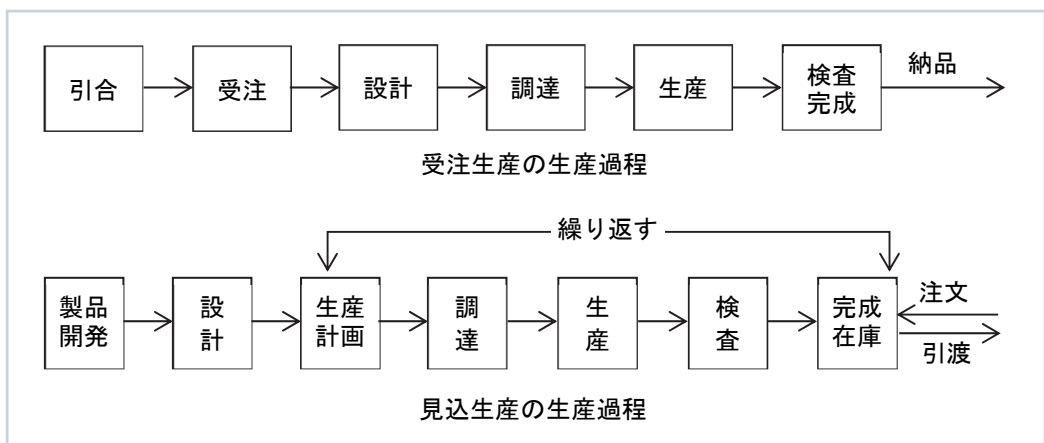 引合
受注
設計
調達
生産
検査
完成
納品
受注生産の生産過程
繰り返す
製品
開発
設
計
生産
計画
調
達
生
産
検
査
完成
在庫
注文
引渡
見込生産の生産過程